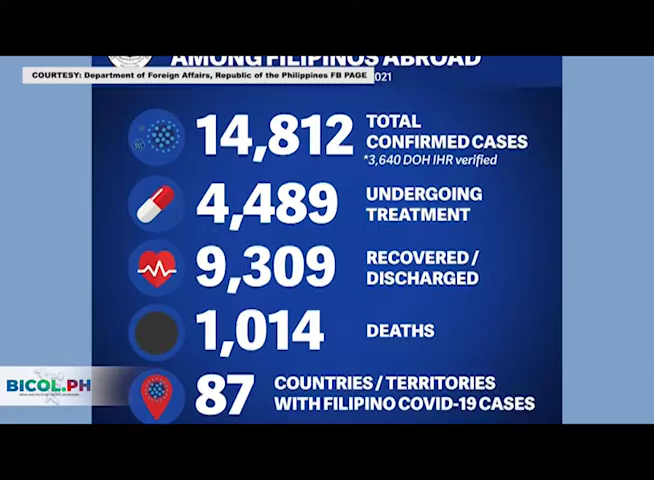 AMONG FILIPINOS ABROAD
COURTESY: Department of Foreign Affairs, Republic of the Philippines FB PAGE
2021
14,812
TOTAL
CONFIRMED CASES
*3,640 DOH IHR verified
4,489
UNDERGOING
TREATMENT
9,309
RECOVERED /
DISCHARGED
1,014
DEATHS
BICOL.PH
87
COUNTRIES / TERRITORIES
WITH FILIPINO COVID-19 CASES